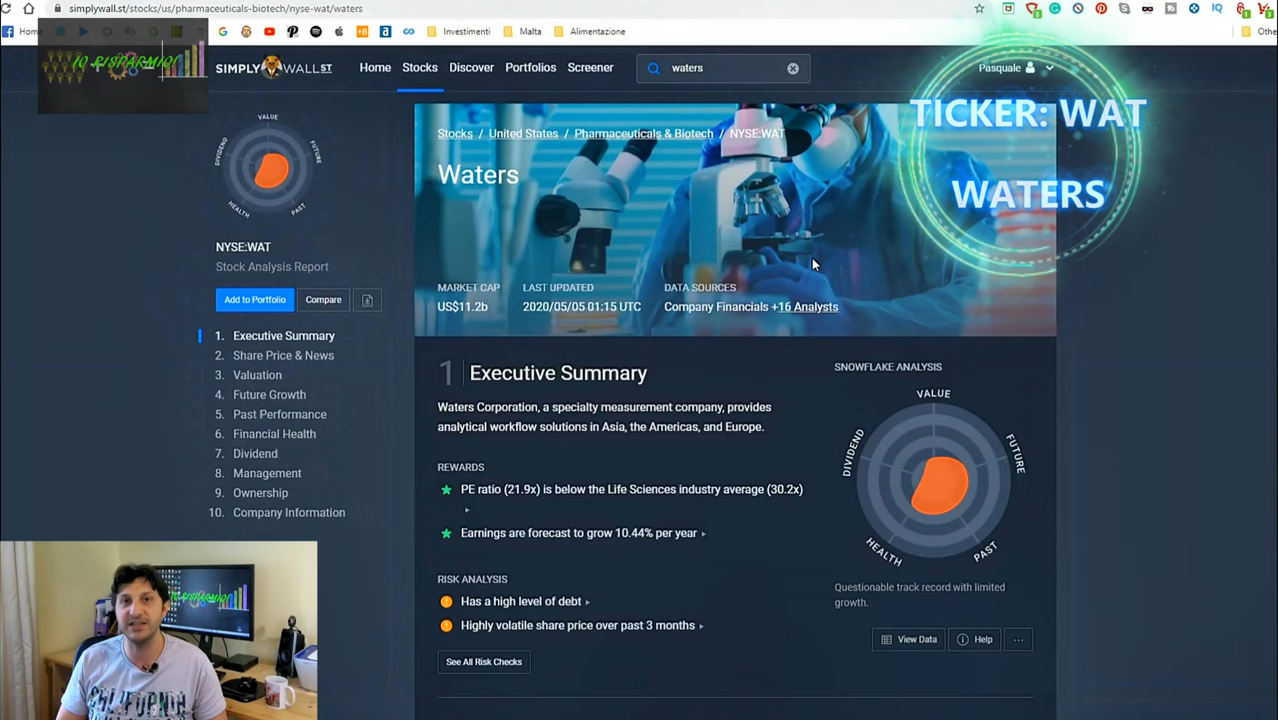 simplywall.st/stocks/us/pharmaceuticals-biotech/nyse-wat/waters
Home
Investimenti
Malta
Alimentazione
Othe
IO RISPARMIO!
SIMPLY WALL ST
Home
Stocks
Discover
Portfolios
Screener
waters
Pasquale
TICKER: WAT
WATERS
VALUE
FUTURE
PAST
HEALTH
DIVIDEND
NYSE:WAT
Stock Analysis Report
Add to Portfolio
Compare
1. Executive Summary
2. Share Price & News
3. Valuation
4. Future Growth
5. Past Performance
6. Financial Health
7. Dividend
8. Management
9. Ownership
10. Company Information
Stocks / United States / Pharmaceuticals & Biotech / NYSE:WAT
Waters
MARKET CAP
US$11.2b
LAST UPDATED
2020/05/05 01:15 UTC
DATA SOURCES
Company Financials +16 Analysts
1 Executive Summary
Waters Corporation, a specialty measurement company, provides
analytical workflow solutions in Asia, the Americas, and Europe.
REWARDS
PE ratio (21.9x) is below the Life Sciences industry average (30.2x)
Earnings are forecast to grow 10.44% per year
RISK ANALYSIS
Has a high level of debt
Highly volatile share price over past 3 months
See All Risk Checks
SNOWFLAKE ANALYSIS
VALUE
FUTURE
PAST
HEALTH
DIVIDEND
Questionable track record with limited
growth.
View Data
Help
IO RISPARMIO!
CALIFORNIA